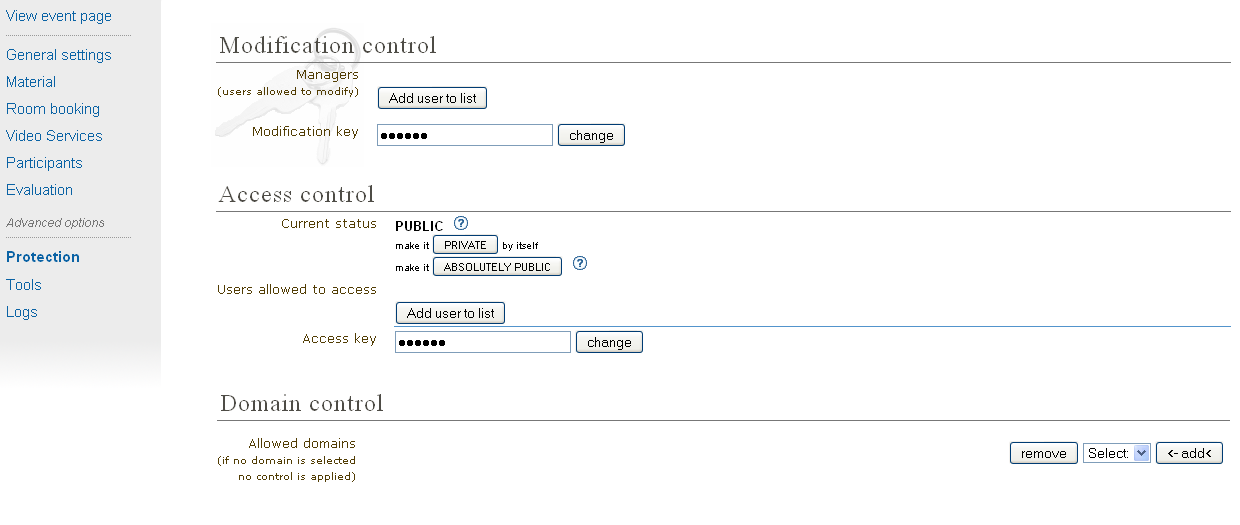 View event page
General settings
Material
Room booking
Video Services
Participants
Evaluation
Advanced options
Protection
Tools
Logs
Modification control
Managers
(users allowed to modify)
Add user to list
Modification key ●●●●●● change
Access control
Current status PUBLIC ?
make it PRIVATE by itself
make it ABSOLUTELY PUBLIC ?
Users allowed to access
Add user to list
Access key ●●●●●● change
Domain control
Allowed domains
(if no domain is selected
no control is applied)
remove Select: <- add<